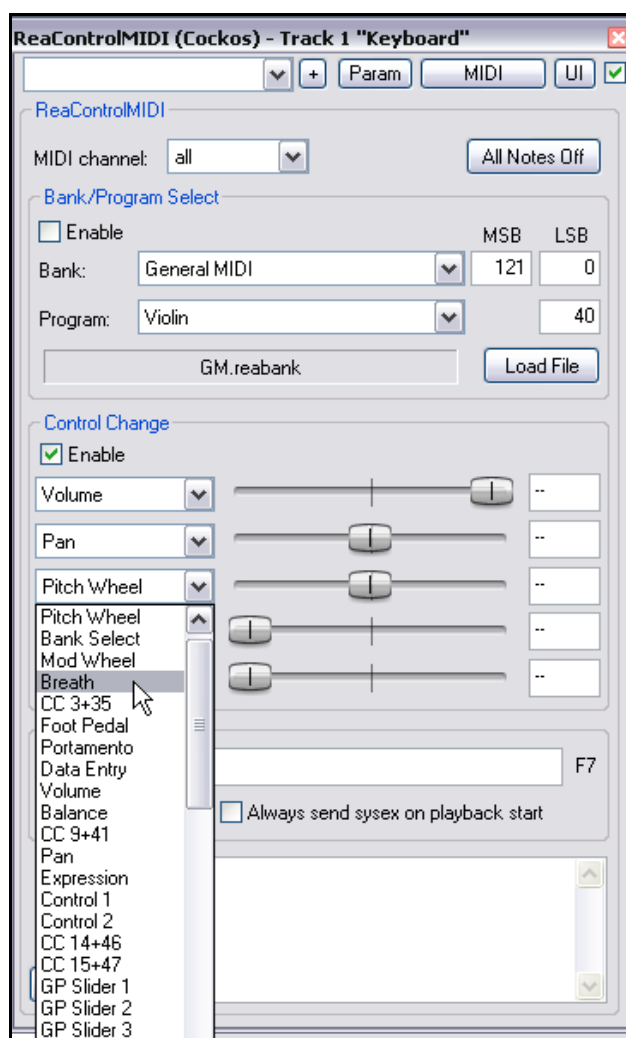 ReaControlMIDI (Cockos) - Track 1 "Keyboard"
+ Param MIDI UI
ReaControlMIDI
MIDI channel: all All Notes Off
Bank/Program Select
Enable MSB LSB
Bank: General MIDI 121 0
Program: Violin 40
GM.reabank Load File
Control Change
Enable
Volume --
Pan --
Pitch Wheel --
Pitch Wheel
Bank Select --
Mod Wheel
Breath --
CC 3+35
Foot Pedal
Portamento
Data Entry F7
Volume
Balance Always send sysex on playback start
CC 9+41
Pan
Expression
Control 1
Control 2
CC 14+46
CC 15+47
GP Slider 1
GP Slider 2
GP Slider 3